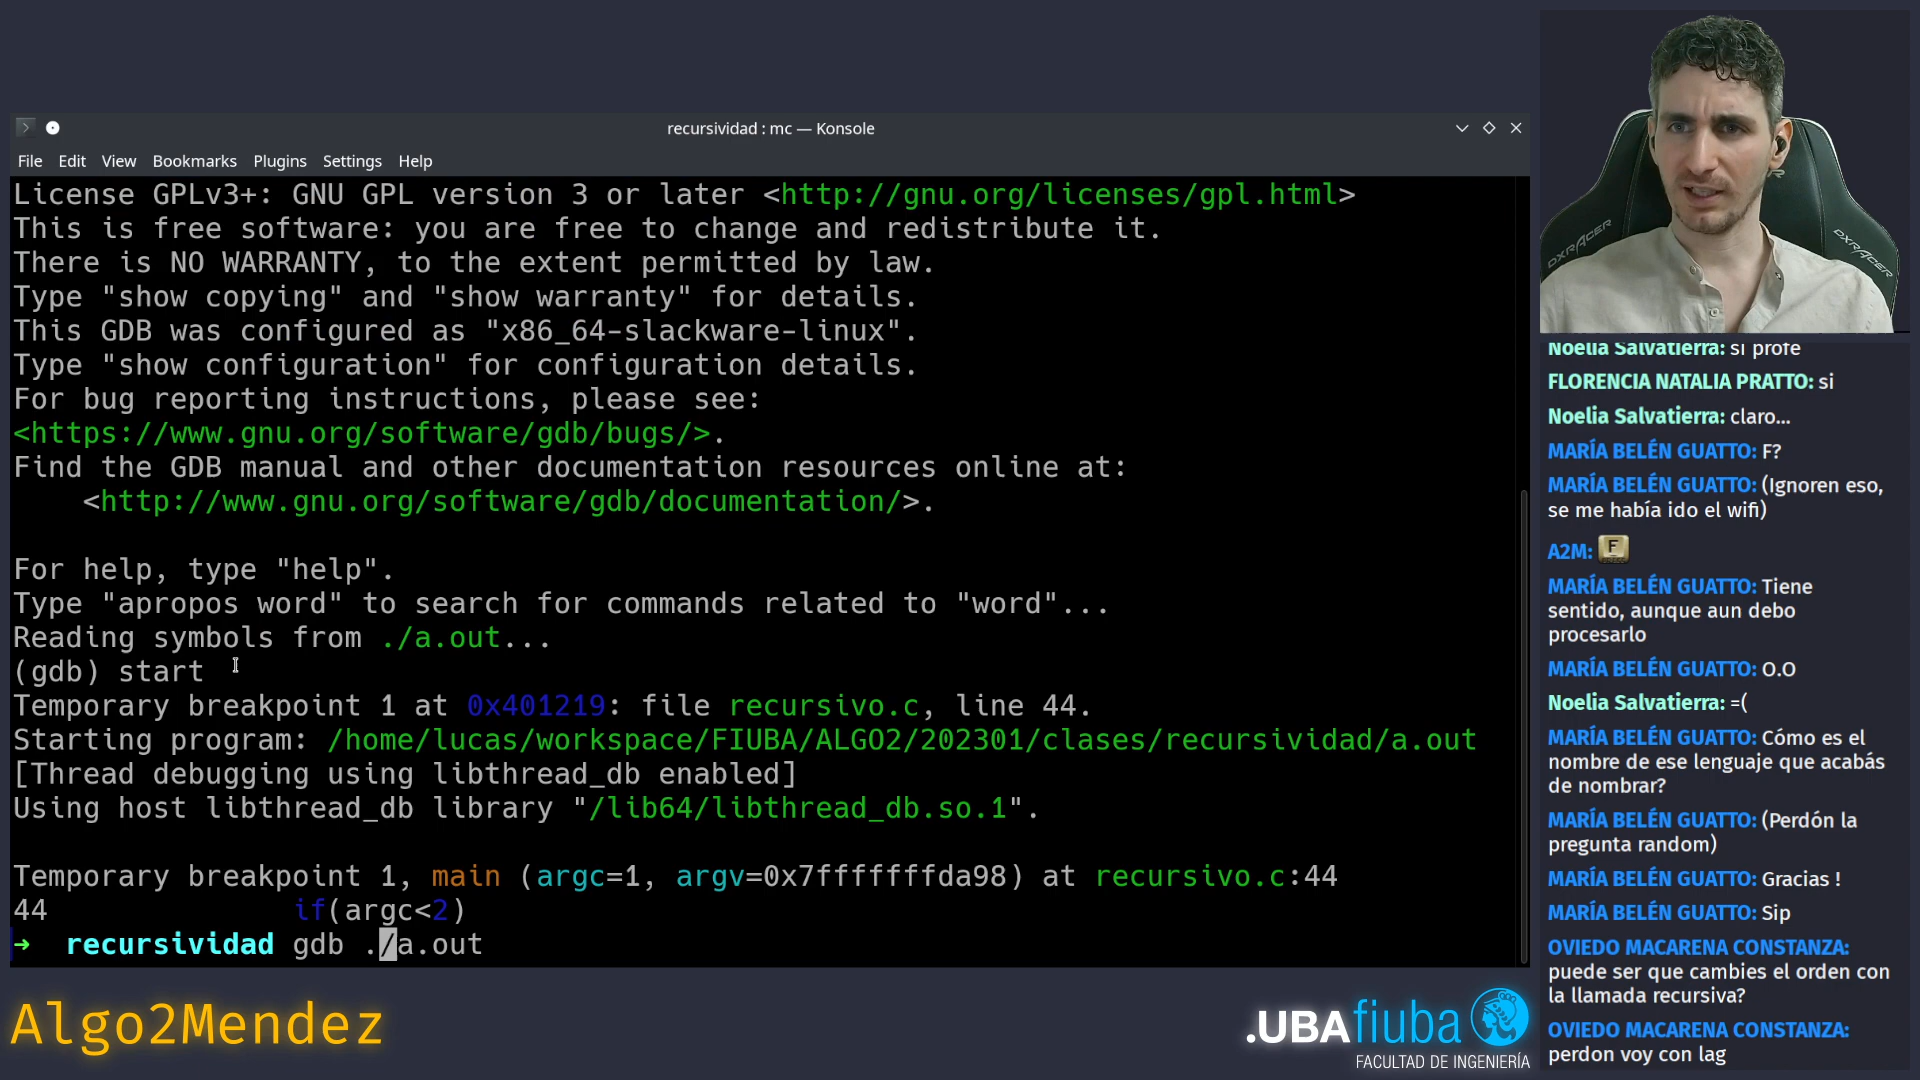 recursividad : mc — Konsole
File Edit View Bookmarks Plugins Settings Help
License GPLv3+: GNU GPL version 3 or later <http://gnu.org/licenses/gpl.html>
This is free software: you are free to change and redistribute it.
There is NO WARRANTY, to the extent permitted by law.
Type "show copying" and "show warranty" for details.
This GDB was configured as "x86_64-slackware-linux".
Type "show configuration" for configuration details.
For bug reporting instructions, please see:
<https://www.gnu.org/software/gdb/bugs/>.
Find the GDB manual and other documentation resources online at:
<http://www.gnu.org/software/gdb/documentation/>.
For help, type "help".
Type "apropos word" to search for commands related to "word"...
Reading symbols from ./a.out...
(gdb) start
Temporary breakpoint 1 at 0x401219: file recursivo.c, line 44.
Starting program: /home/lucas/workspace/FIUBA/ALGO2/202301/clases/recursividad/a.out
[Thread debugging using libthread_db enabled]
Using host libthread_db library "/lib64/libthread_db.so.1".
Temporary breakpoint 1, main (argc=1, argv=0x7fffffffda98) at recursivo.c:44
44 if(argc<2)
➜ recursividad gdb ./a.out
Algo2Mendez
.UBAfiuba
FACULTAD DE INGENIERÍA
DXRACER
DXRACER
Noelia Salvatierra: si profe
FLORENCIA NATALIA PRATTO: si
Noelia Salvatierra: claro...
MARÍA BELÉN GUATTO: F?
MARÍA BELÉN GUATTO: (Ignoren eso,
se me había ido el wifi)
A2M: F
MARÍA BELÉN GUATTO: Tiene
sentido, aunque aun debo
procesarlo
MARÍA BELÉN GUATTO: O.O
Noelia Salvatierra: =(
MARÍA BELÉN GUATTO: Cómo es el
nombre de ese lenguaje que acabás
de nombrar?
MARÍA BELÉN GUATTO: (Perdón la
pregunta random)
MARÍA BELÉN GUATTO: Gracias !
MARÍA BELÉN GUATTO: Sip
OVIEDO MACARENA CONSTANZA:
puede ser que cambies el orden con
la llamada recursiva?
OVIEDO MACARENA CONSTANZA:
perdon voy con lag